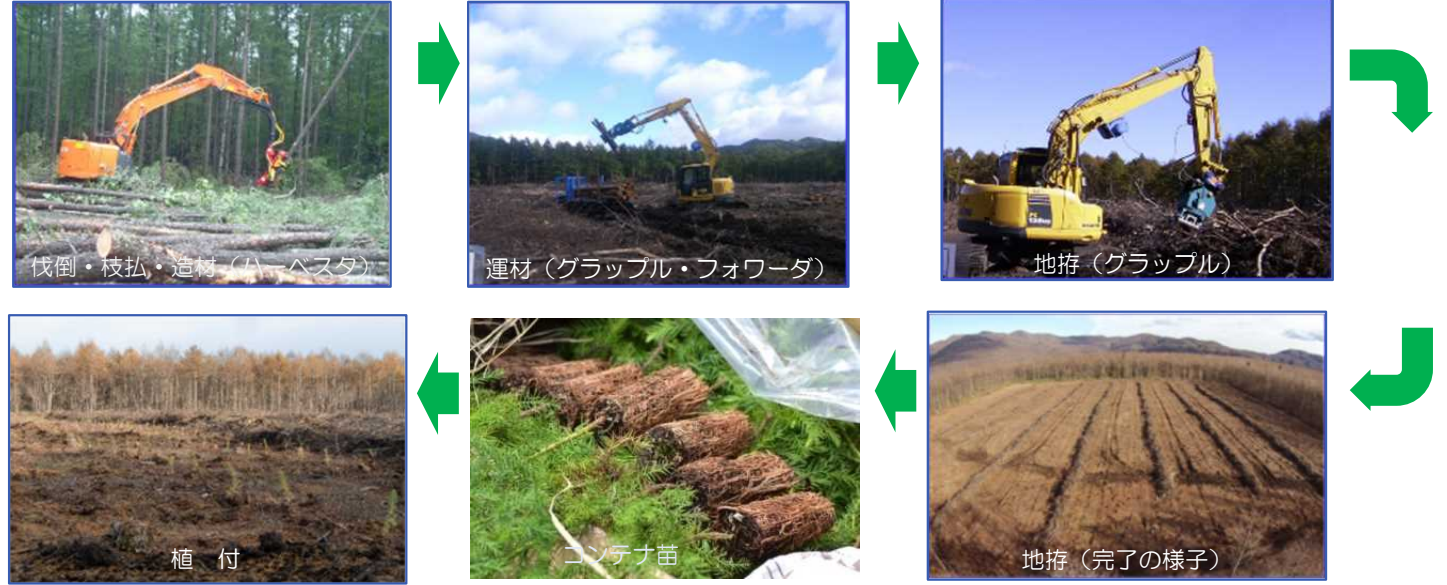 伐倒・枝払・造材（ハーベスタ）
運材（グラップル・フォワーダ）
地拵（グラップル）
地拵（完了の様子）
コンテナ苗
植　付